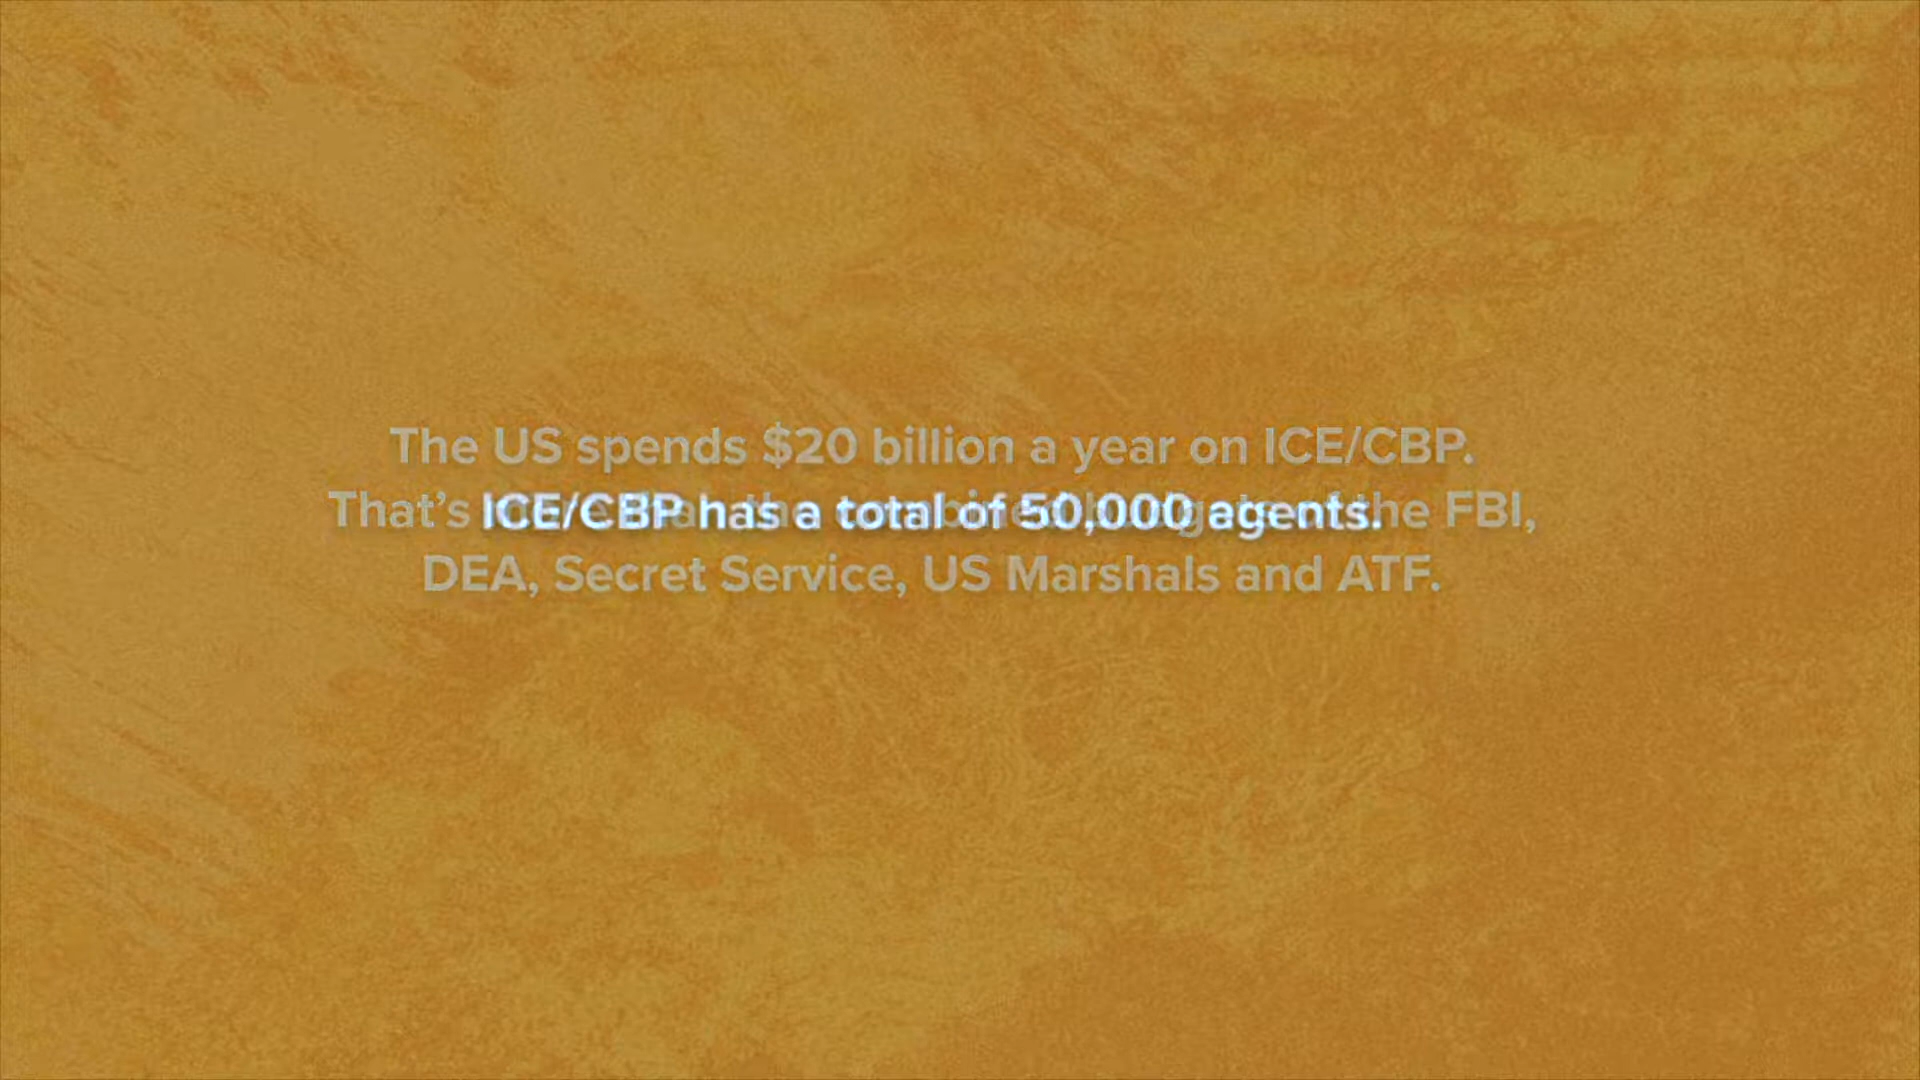 The US spends $20 billion a year on ICE/CBP.
That's the FBI,
ICE/CBP has a total of 50,000 agents.
DEA, Secret Service, US Marshals and ATF.